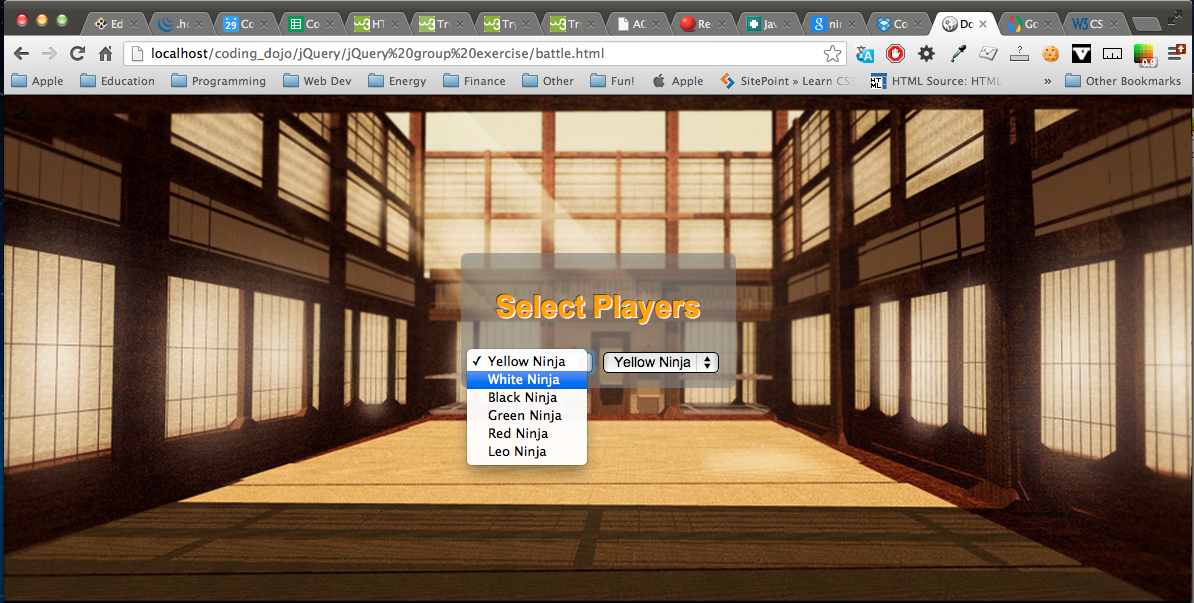 Ed .ho Co Co HT Tr Try Tr AC Re Jav nin Co Do Go CS
localhost/coding_dojo/jQuery/jQuery%20group%20exercise/battle.html
Apple Education Programming Web Dev Energy Finance Other Fun! Apple SitePoint » Learn CSS HTML Source: HTML » Other Bookmarks
Select Players
✓ Yellow Ninja Yellow Ninja
White Ninja
Black Ninja
Green Ninja
Red Ninja
Leo Ninja